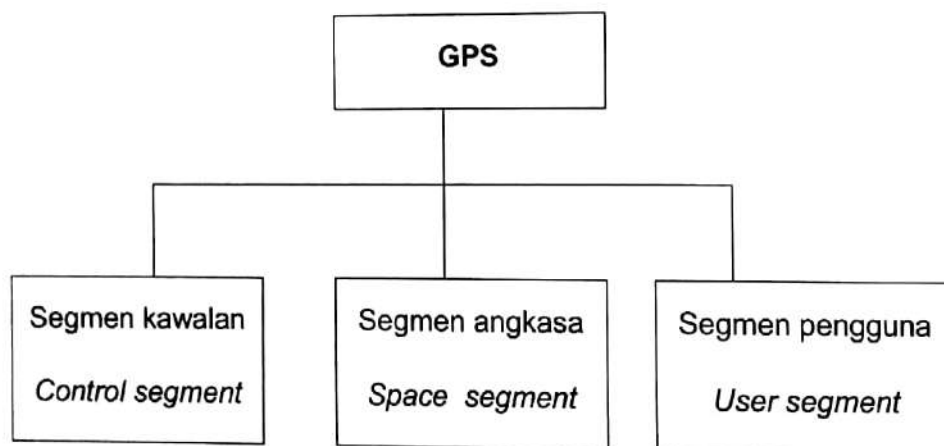 GPS
Segmen kawalan
Control segment
Segmen angkasa
Space segment
Segmen pengguna
User segment